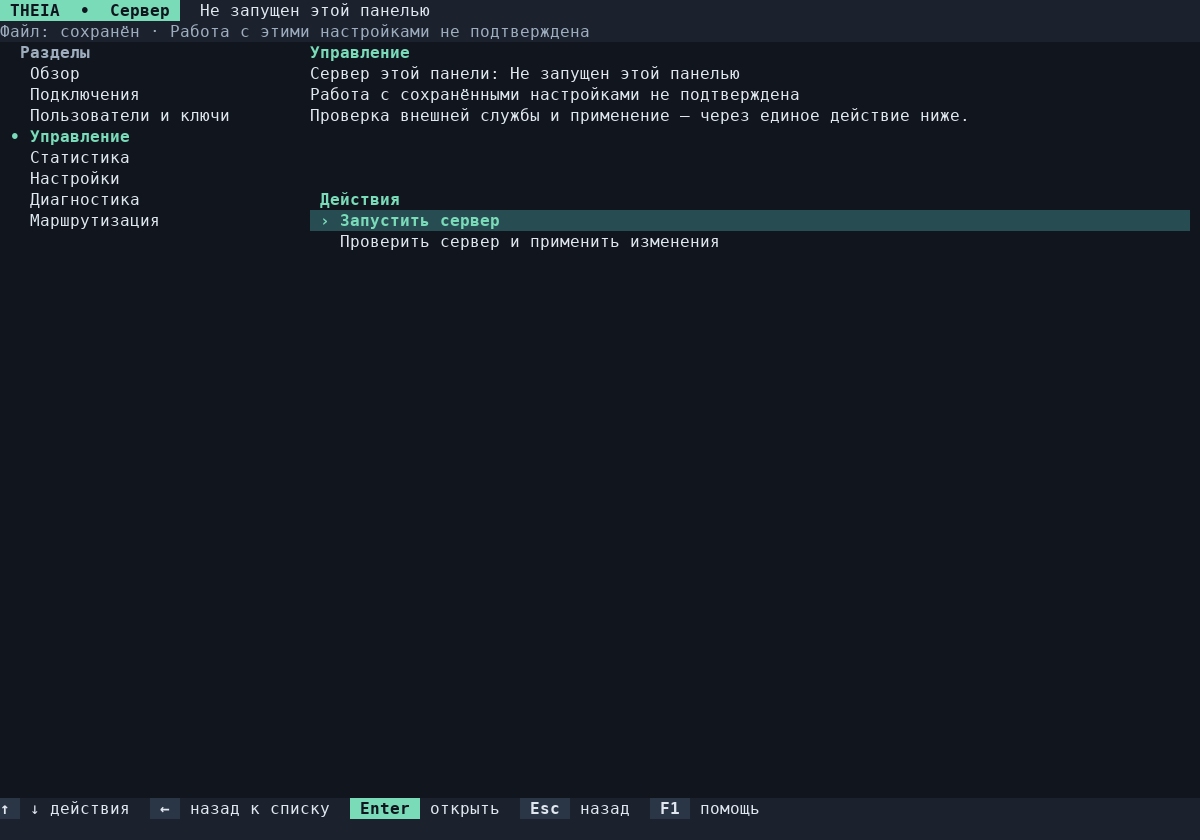 THEIA • Сервер Не запущен этой панелью
Файл: сохранён · Работа с этими настройками не подтверждена
Разделы
Обзор
Подключения
Пользователи и ключи
• Управление
Статистика
Настройки
Диагностика
Маршрутизация
Управление
Сервер этой панели: Не запущен этой панелью
Работа с сохранёнными настройками не подтверждена
Проверка внешней службы и применение — через единое действие ниже.
Действия
› Запустить сервер
Проверить сервер и применить изменения
↑ ↓ действия ← назад к списку Enter открыть Esc назад F1 помощь